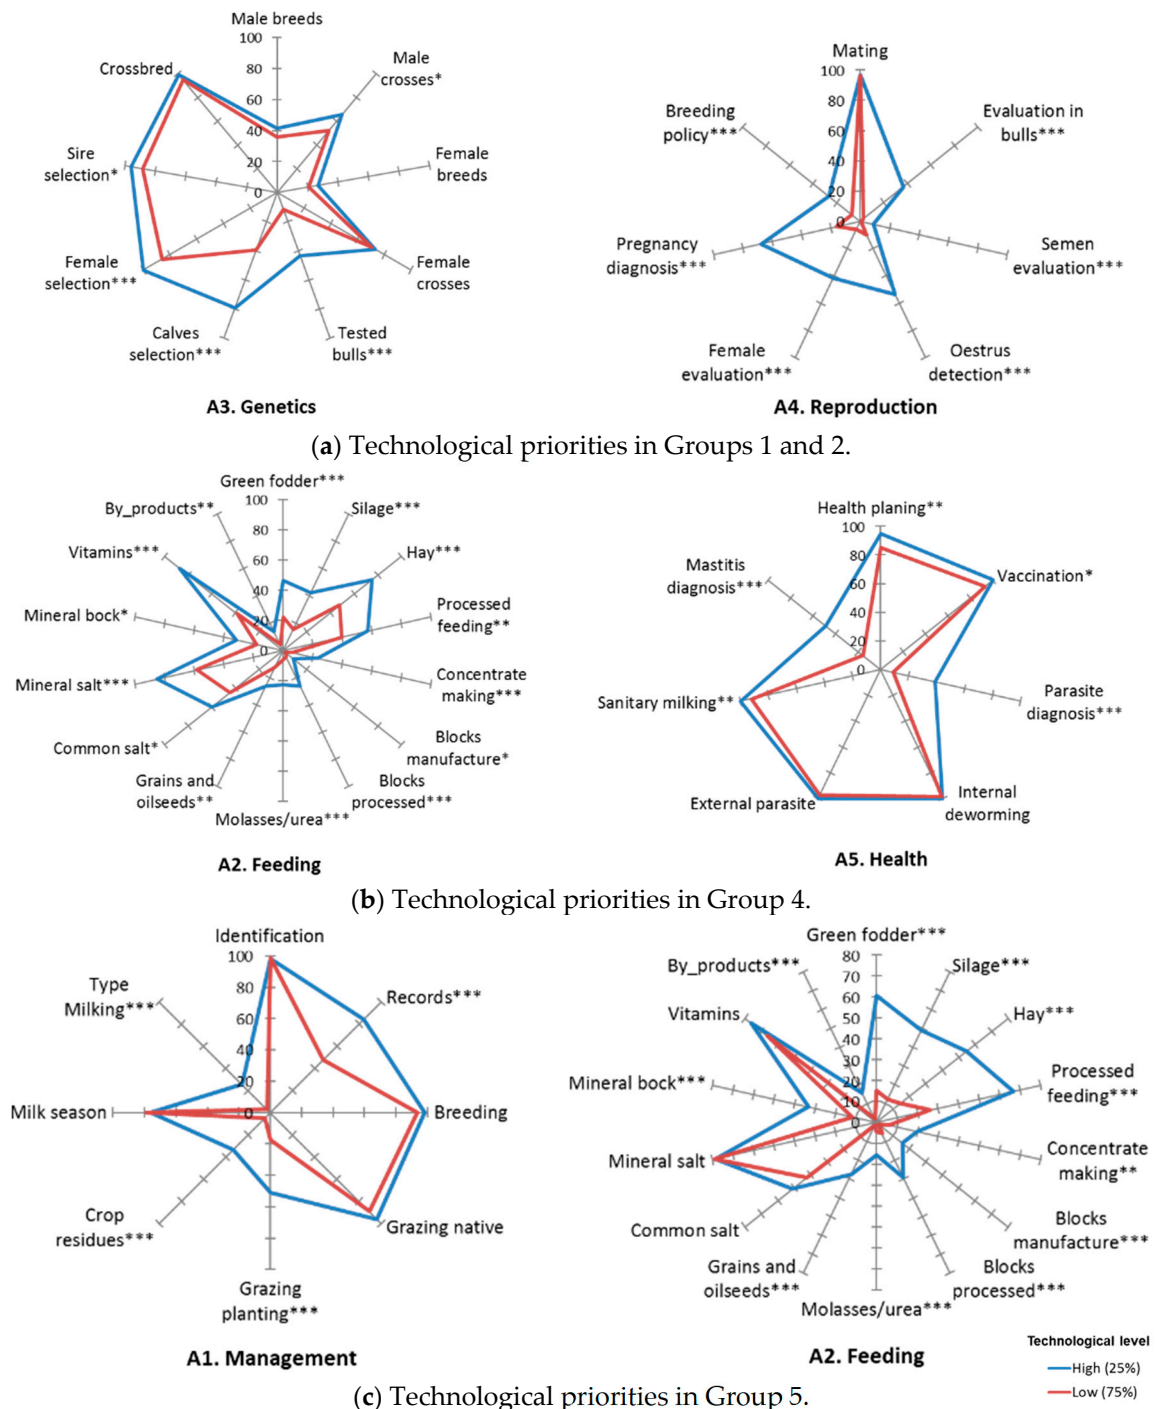 Male breeds
100
80
60
40
20
0
Male
crosses*
Female
breeds
Female
crosses
Tested
bulls***
Calves
selection***
Female
selection***
Sire
selection*
Crossbred
A3. Genetics
Mating
100
80
60
40
20
0
Evaluation in
bulls***
Semen
evaluation***
Oestrus
detection***
Female
evaluation***
Pregnancy
diagnosis***
Breeding
policy***
A4. Reproduction
(a) Technological priorities in Groups 1 and 2.
Green fodder***
100
80
60
40
20
0
Silage***
Hay***
Processed
feeding**
Concentrate
making***
Blocks
manufacture*
Blocks
processed***
Molasses/urea***
Grains and
oilseeds**
Common salt*
Mineral salt***
Mineral bock*
Vitamins***
By_products**
A2. Feeding
Health planing**
100
80
60
40
20
0
Vaccination*
Parasite
diagnosis***
Internal
deworming
External parasite
Sanitary milking**
Mastitis
diagnosis***
A5. Health
(b) Technological priorities in Group 4.
Identification
100
80
60
40
20
0
Records***
Breeding
Grazing native
Grazing
planting***
Crop
residues***
Milk season
Type
Milking***
A1. Management
Green fodder***
80
70
60
50
40
30
20
10
0
Silage***
Hay***
Processed
feeding***
Concentrate
making**
Blocks
manufacture***
Blocks
processed***
Molasses/urea***
Grains and
oilseeds***
Common salt
Mineral salt
Mineral bock***
Vitamins
By_products***
A2. Feeding
Technological level
High (25%)
Low (75%)
(c) Technological priorities in Group 5.